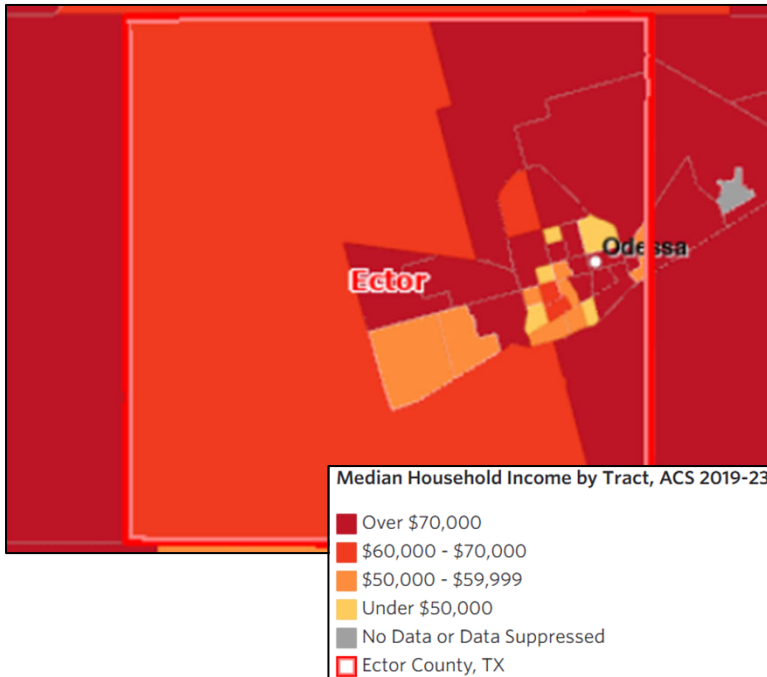 Odessa
Ector
Median Household Income by Tract, ACS 2019-23
Over $70,000
$60,000 - $70,000
$50,000 - $59,999
Under $50,000
No Data or Data Suppressed
Ector County, TX